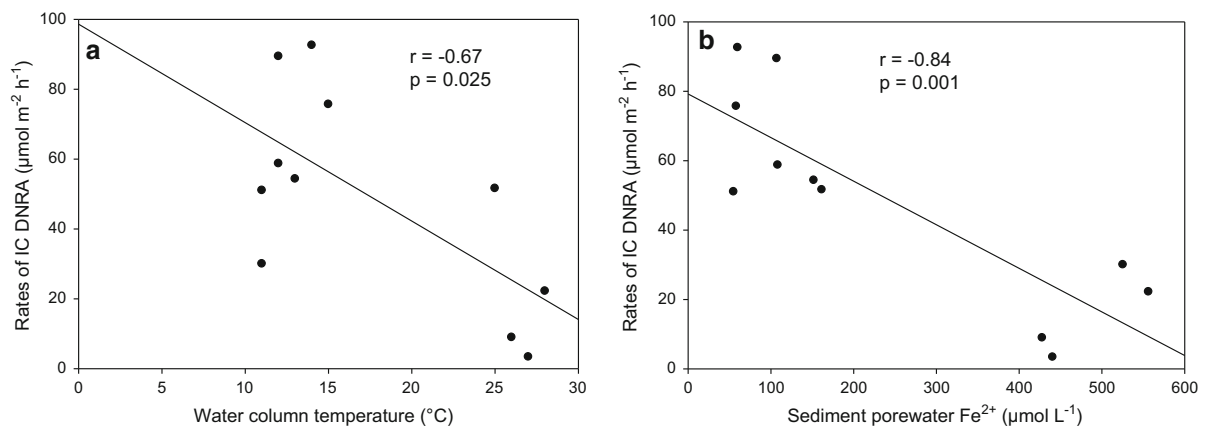 a
r = -0.67
p = 0.025
Rates of IC DNRA (µmol m⁻² h⁻¹)
100
80
60
40
20
0
0 5 10 15 20 25 30
Water column temperature (°C)
b
r = -0.84
p = 0.001
Rates of IC DNRA (µmol m⁻² h⁻¹)
100
80
60
40
20
0
0 100 200 300 400 500 600
Sediment porewater Fe²⁺ (µmol L⁻¹)